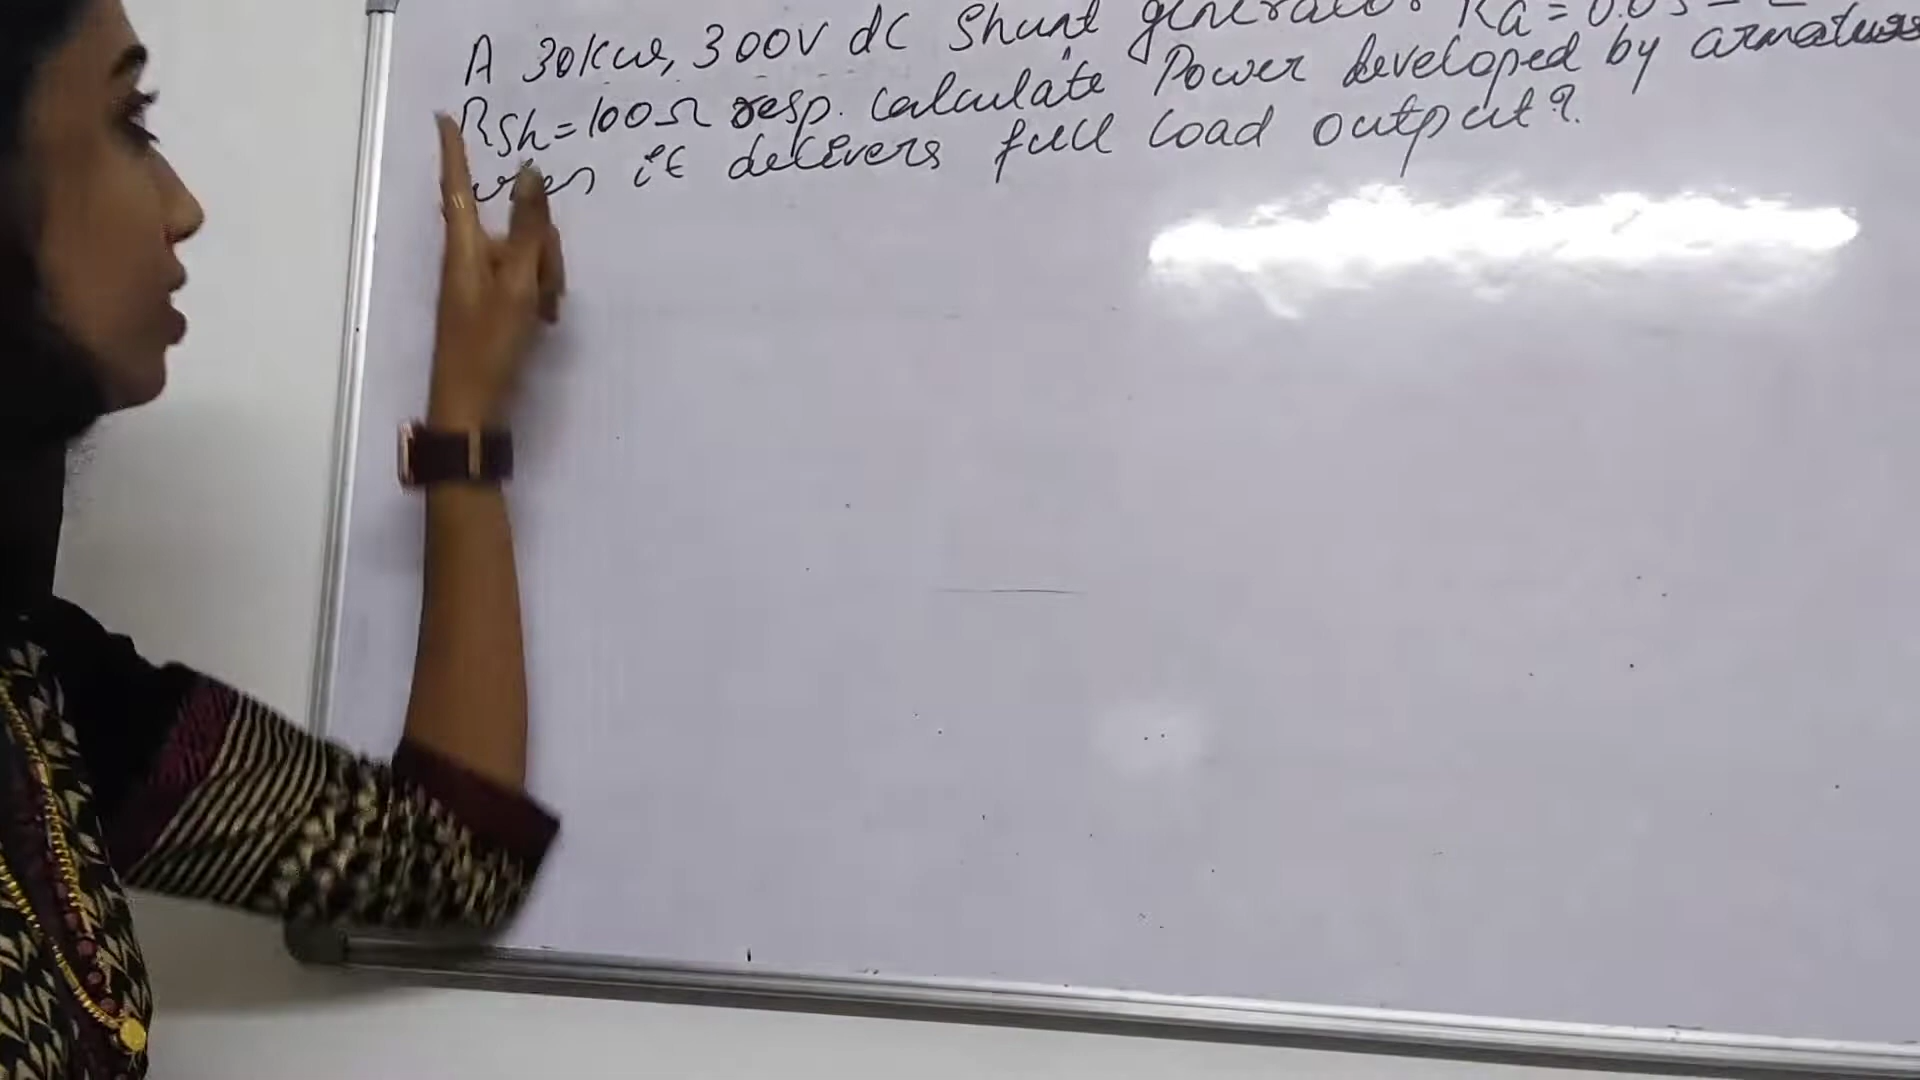 A 30kw, 300V dc Shunt generator Ra = 0.05Ω
Rsh = 100Ω resp. Calculate Power developed by armature
when it delivers full load output?